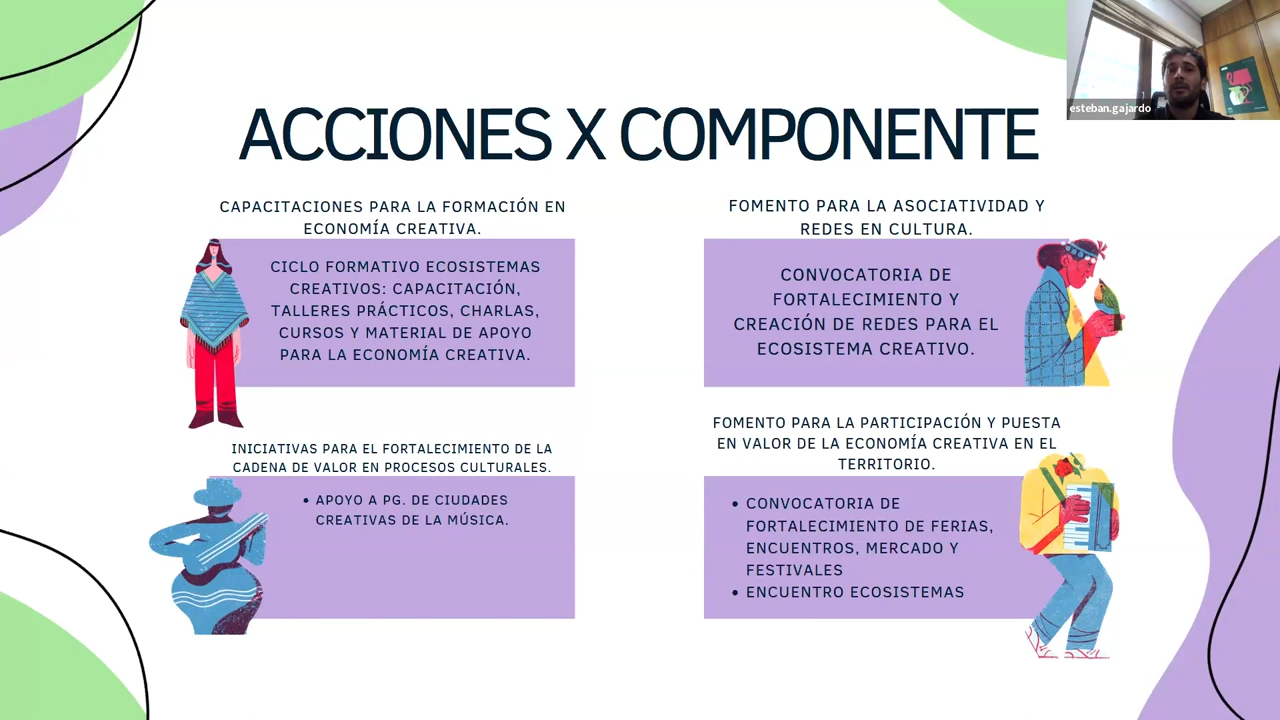 esteban.gajardo
ACCIONES X COMPONENTE
CAPACITACIONES PARA LA FORMACIÓN EN
ECONOMÍA CREATIVA.
CICLO FORMATIVO ECOSISTEMAS
CREATIVOS: CAPACITACIÓN,
TALLERES PRÁCTICOS, CHARLAS,
CURSOS Y MATERIAL DE APOYO
PARA LA ECONOMÍA CREATIVA.
FOMENTO PARA LA ASOCIATIVIDAD Y
REDES EN CULTURA.
CONVOCATORIA DE
FORTALECIMIENTO Y
CREACIÓN DE REDES PARA EL
ECOSISTEMA CREATIVO.
INICIATIVAS PARA EL FORTALECIMIENTO DE LA
CADENA DE VALOR EN PROCESOS CULTURALES.
• APOYO A PG. DE CIUDADES
CREATIVAS DE LA MÚSICA.
FOMENTO PARA LA PARTICIPACIÓN Y PUESTA
EN VALOR DE LA ECONOMÍA CREATIVA EN EL
TERRITORIO.
• CONVOCATORIA DE
FORTALECIMIENTO DE FERIAS,
ENCUENTROS, MERCADO Y
FESTIVALES
• ENCUENTRO ECOSISTEMAS